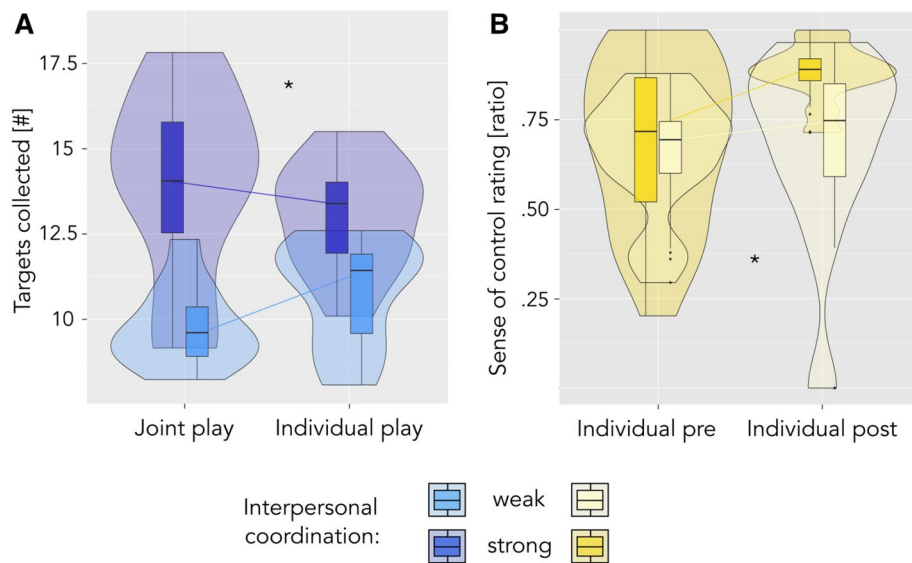 A
B
Targets collected [#]
17.5
15
12.5
10
*
Joint play
Individual play
Sense of control rating [ratio]
.75
.50
.25
*
Individual pre
Individual post
Interpersonal
coordination:
weak
strong